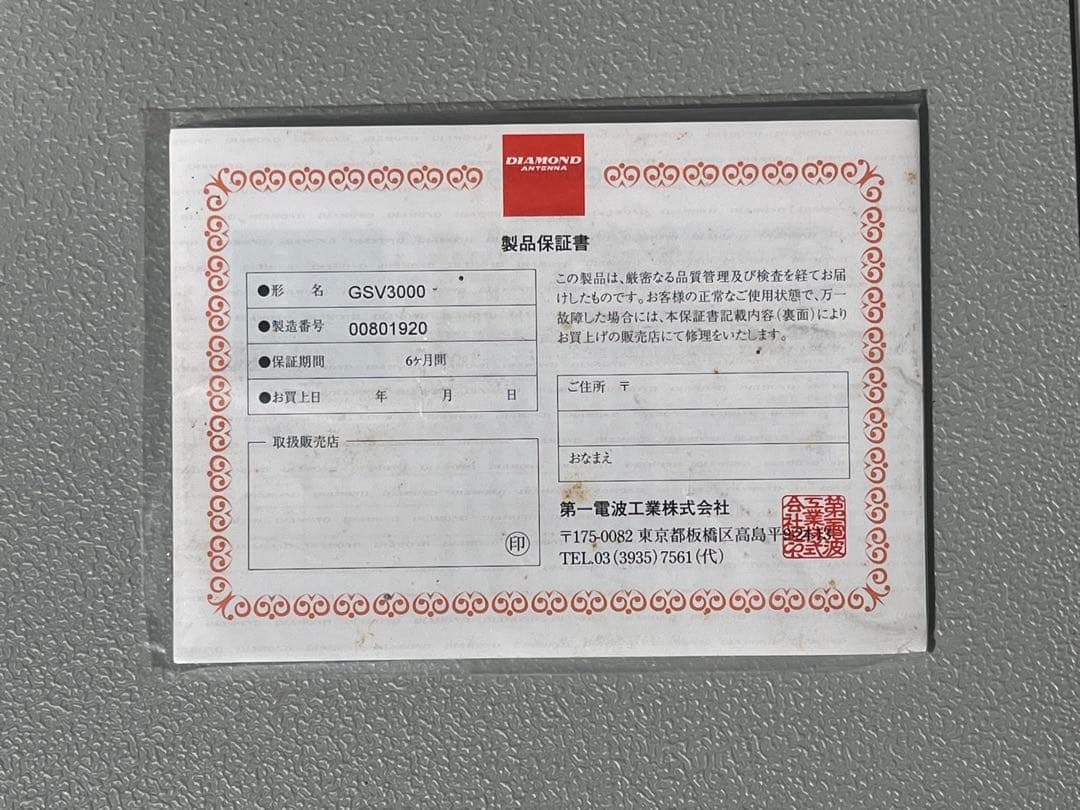 DIAMOND
ANTENNA
製品保証書
●形 名 GSV3000
●製造番号 00801920
●保証期間 6ケ月間
●お買上日 年 月 日
取扱販売店
印
この製品は、厳密なる品質管理及び検査を経てお届
けしたものです。お客様の正常なご使用状態で、万一
故障した場合には、本保証書記載内容(裏面)により
お買上げの販売店にて修理をいたします。
ご住所 〒
おなまえ
第一電波工業株式会社
〒175-0082 東京都板橋区高島平
TEL.03(3935)7561(代)